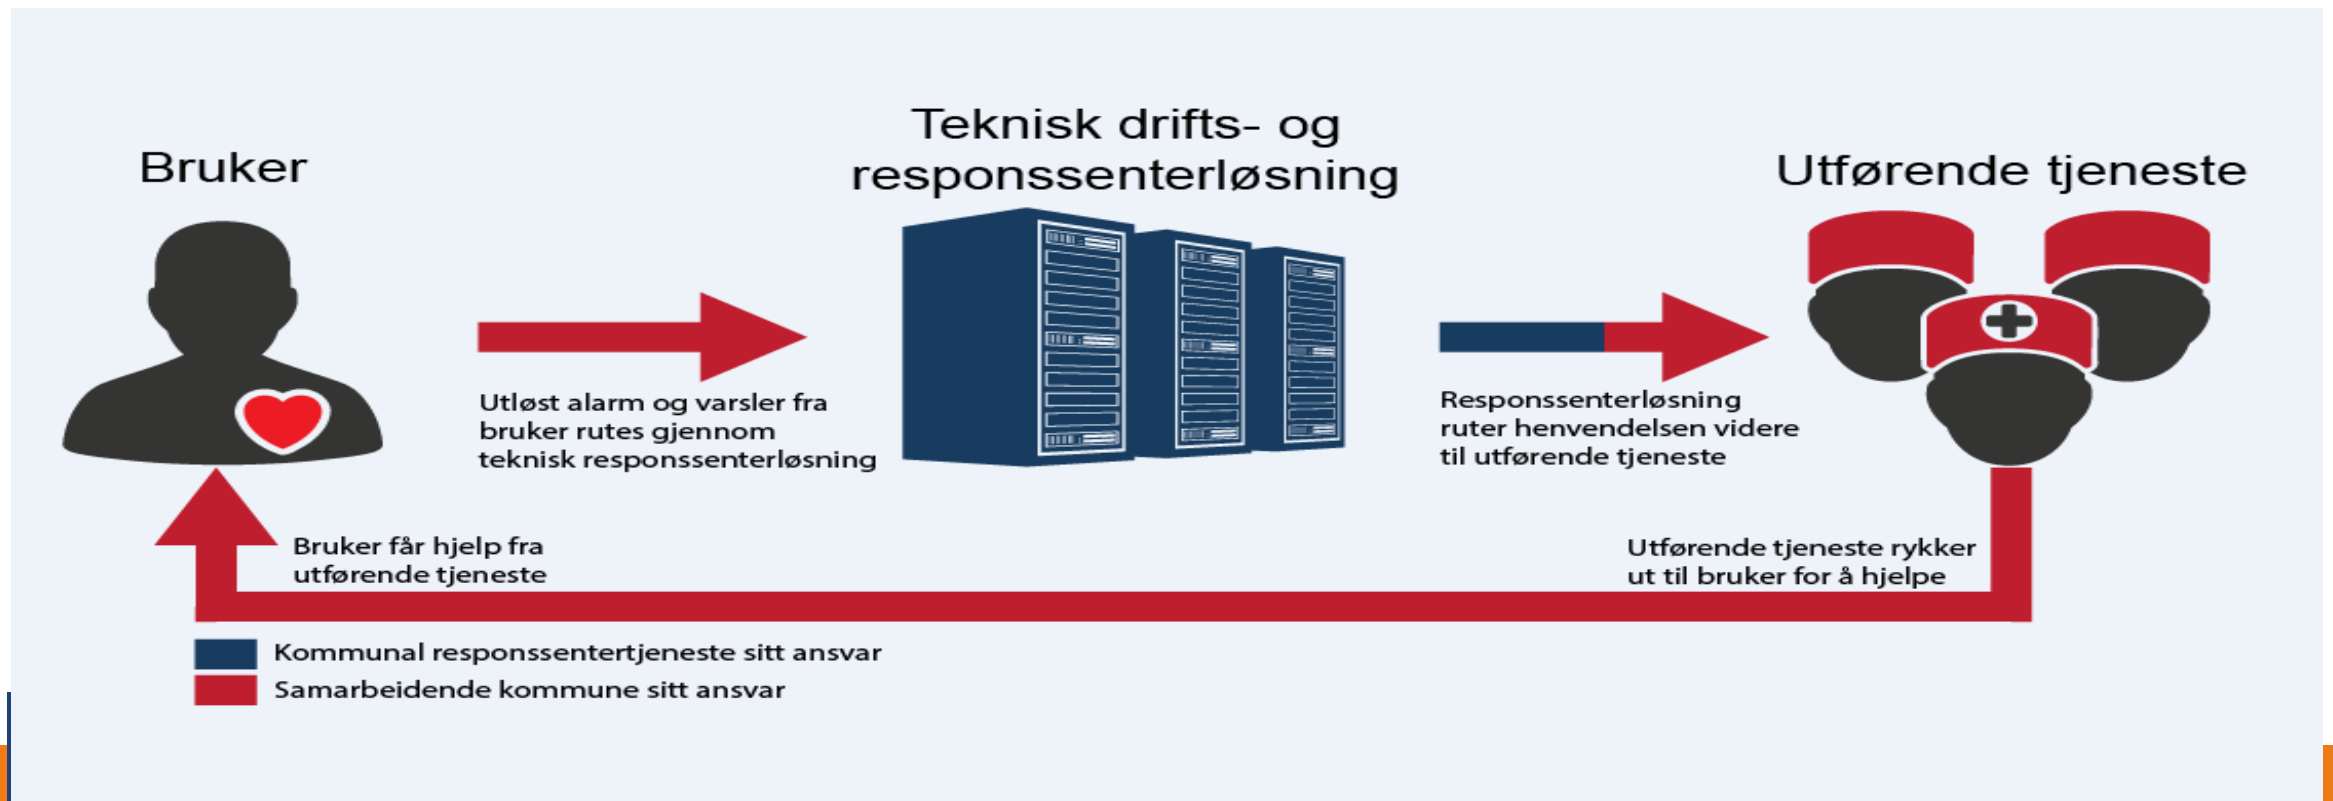 Bruker
Teknisk drifts- og
responssenterløsning
Utførende tjeneste
Utløst alarm og varsler fra
bruker rutes gjennom
teknisk responssenterløsning
Responssenterløsning
ruter henvendelsen videre
til utførende tjeneste
Bruker får hjelp fra
utførende tjeneste
Utførende tjeneste rykker
ut til bruker for å hjelpe
Kommunal responssentertjeneste sitt ansvar
Samarbeidende kommune sitt ansvar